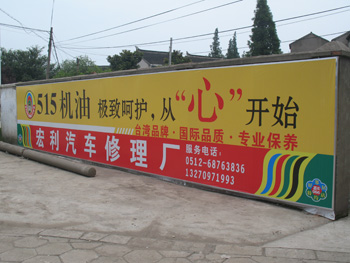 515机油 极致呵护，从“心”开始
台湾品牌·国际品质·专业保养
宏利汽车修理厂
服务电话：
0512-68763836
13270971993